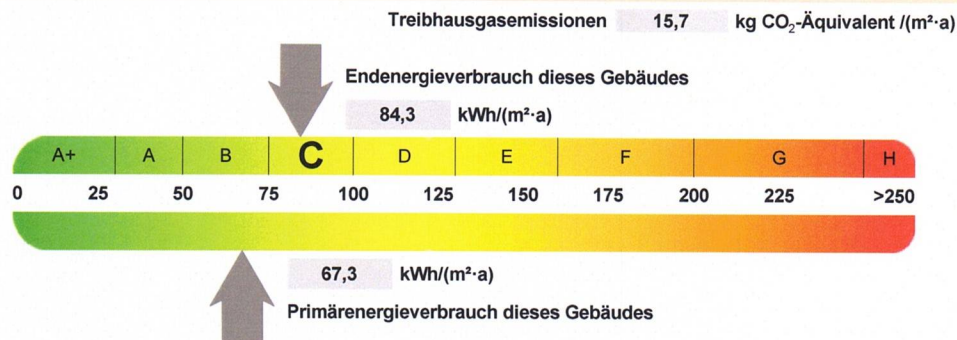 Treibhausgasemissionen 15,7 kg CO₂-Äquivalent /(m²·a)
Endenergieverbrauch dieses Gebäudes
84,3 kWh/(m²·a)
A+ A B C D E F G H
0 25 50 75 100 125 150 175 200 225 >250
67,3 kWh/(m²·a)
Primärenergieverbrauch dieses Gebäudes